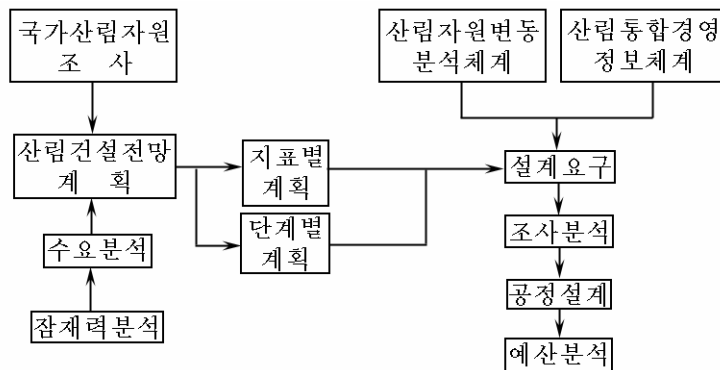 국가산림자원
조 사
산림자원변동
분석체계
산림통합경영
정보체계
산림건설전망
계 획
지표별
계획
설계요구
단계별
계획
조사분석
수요분석
공정설계
잠재력분석
예산분석